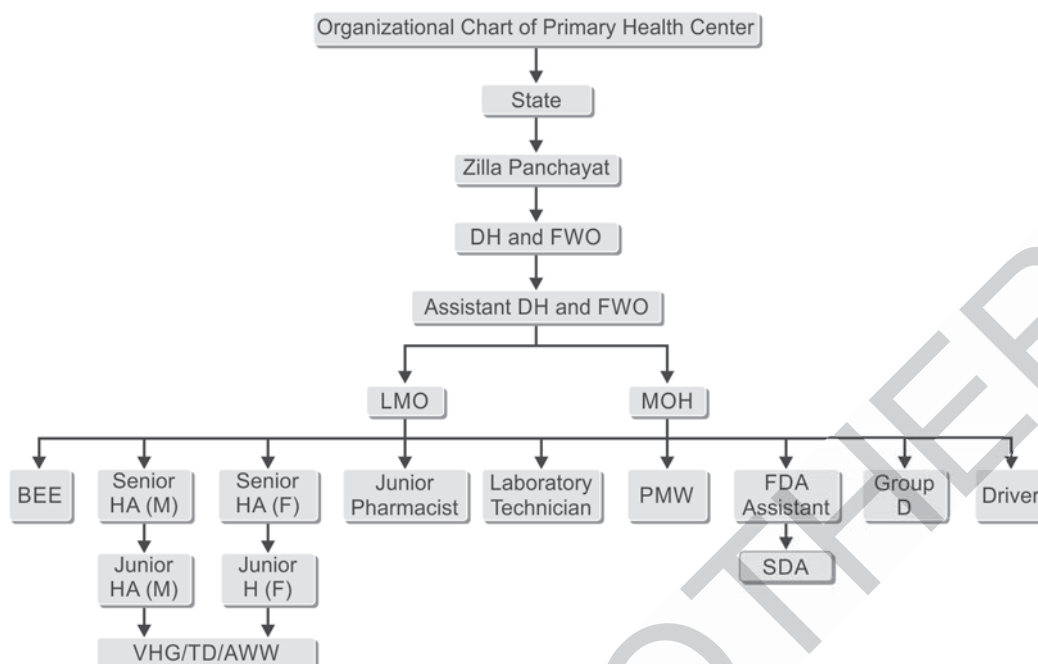 Organizational Chart of Primary Health Center
State
Zilla Panchayat
DH and FWO
Assistant DH and FWO
LMO
MOH
BEE
Senior
HA (M)
Senior
HA (F)
Junior
Pharmacist
Laboratory
Technician
PMW
FDA
Assistant
Group
D
Driver
Junior
HA (M)
Junior
H (F)
SDA
VHG/TD/AWW
OTHER